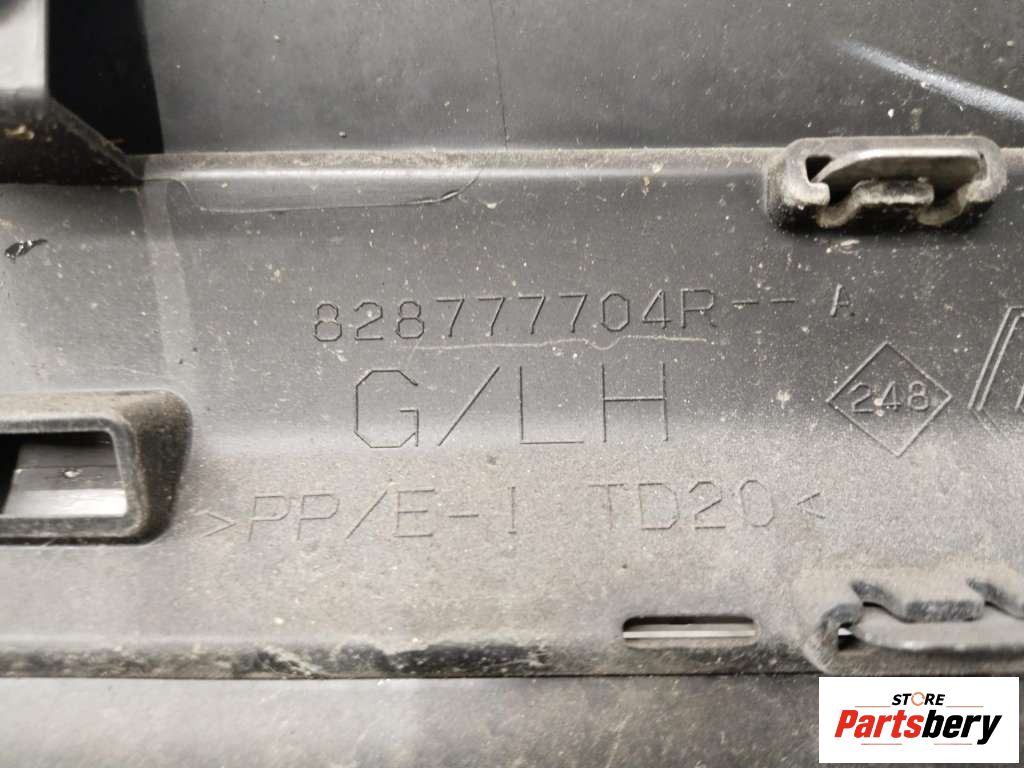 828777704R-- A
G/LH
248
>PP/E-I TD20<
STORE
Partsbery